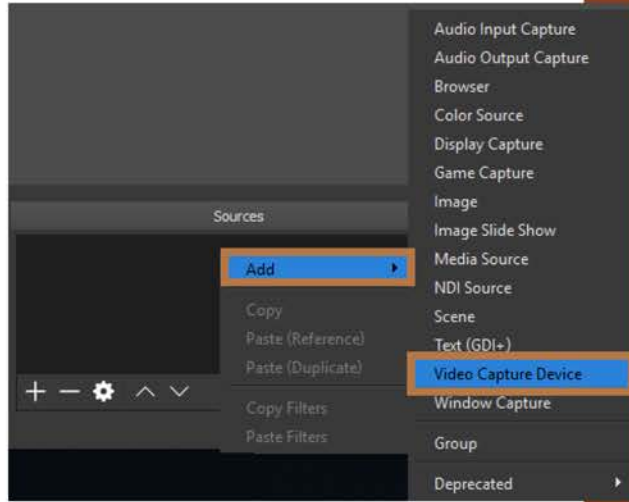 Audio Input Capture
Audio Output Capture
Browser
Color Source
Display Capture
Game Capture
Image
Image Slide Show
Media Source
NDI Source
Scene
Text (GDI+)
Video Capture Device
Window Capture
Group
Deprecated
Sources
Add
Copy
Paste (Reference)
Paste (Duplicate)
Copy Filters
Paste Filters